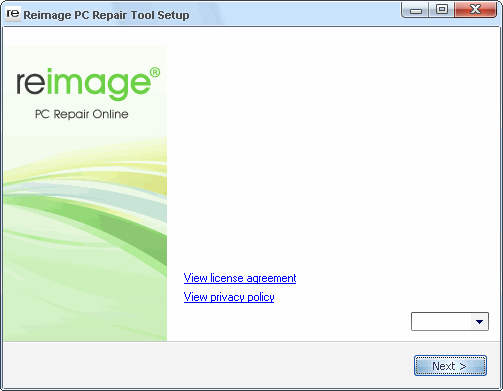 re Reimage PC Repair Tool Setup
reimage®
PC Repair Online
View license agreement
View privacy policy
Next >